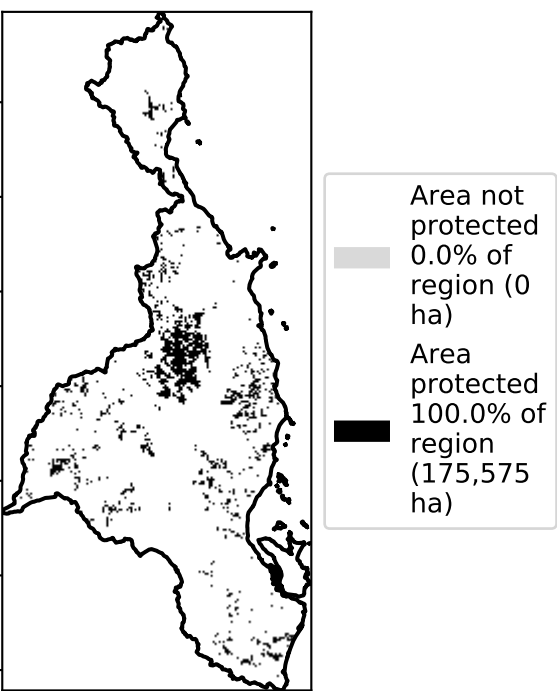 Area not
protected
0.0% of
region (0
ha)
Area
protected
100.0% of
region
(175,575
ha)